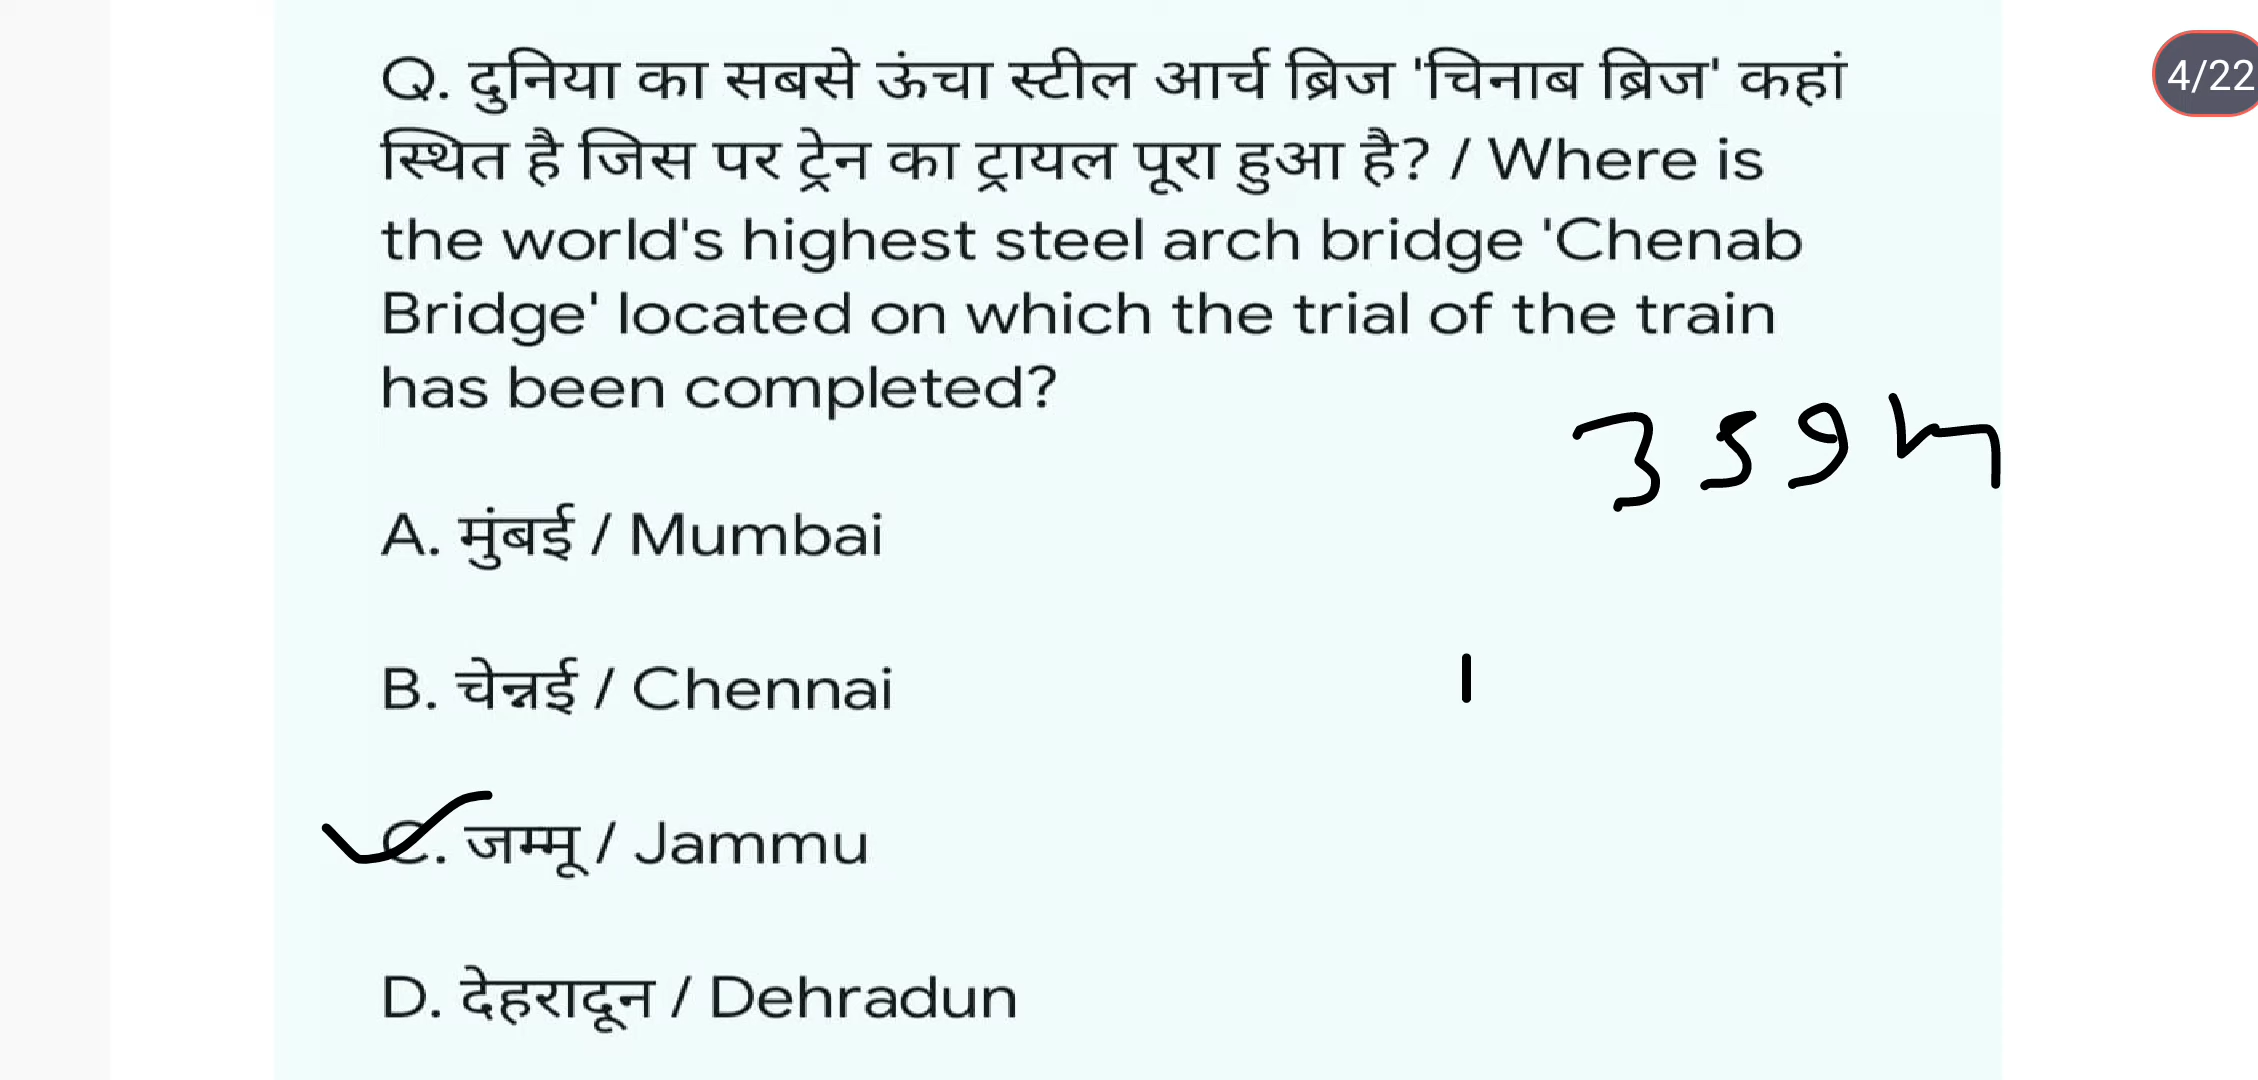 Q. दुनिया का सबसे ऊंचा स्टील आर्च ब्रिज 'चिनाब ब्रिज' कहां
4/22
स्थित है जिस पर ट्रेन का ट्रायल पूरा हुआ है? / Where is
the world's highest steel arch bridge 'Chenab
Bridge' located on which the trial of the train
has been completed?
359m
A. मुंबई / Mumbai
B. चेन्नई / Chennai
C. जम्मू / Jammu
D. देहरादून / Dehradun